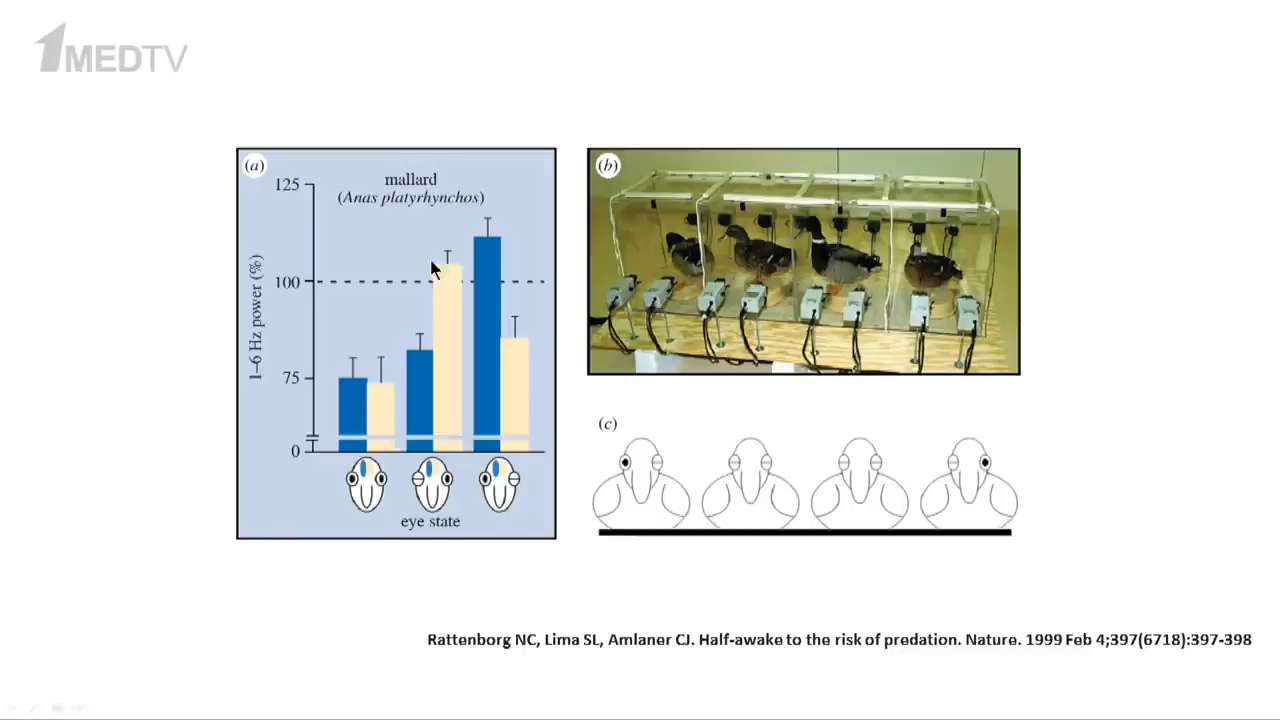 1MEDTV
(a)
mallard
(Anas platyrhynchos)
125
100
75
0
1–6 Hz power (%)
eye state
(b)
(c)
Rattenborg NC, Lima SL, Amlaner CJ. Half-awake to the risk of predation. Nature. 1999 Feb 4;397(6718):397-398